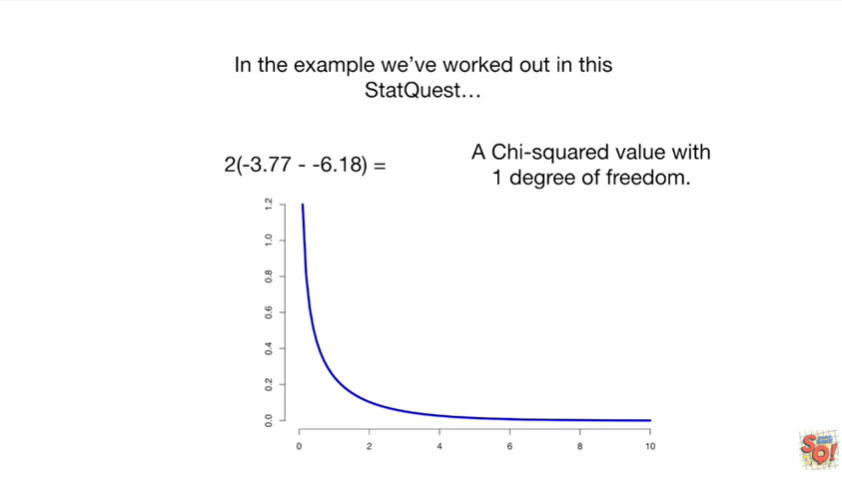 In the example we've worked out in this
StatQuest...
2(-3.77 - -6.18) =
A Chi-squared value with
1 degree of freedom.
1.2
1.0
0.8
0.6
0.4
0.2
0.0
0 2 4 6 8 10
SQ!